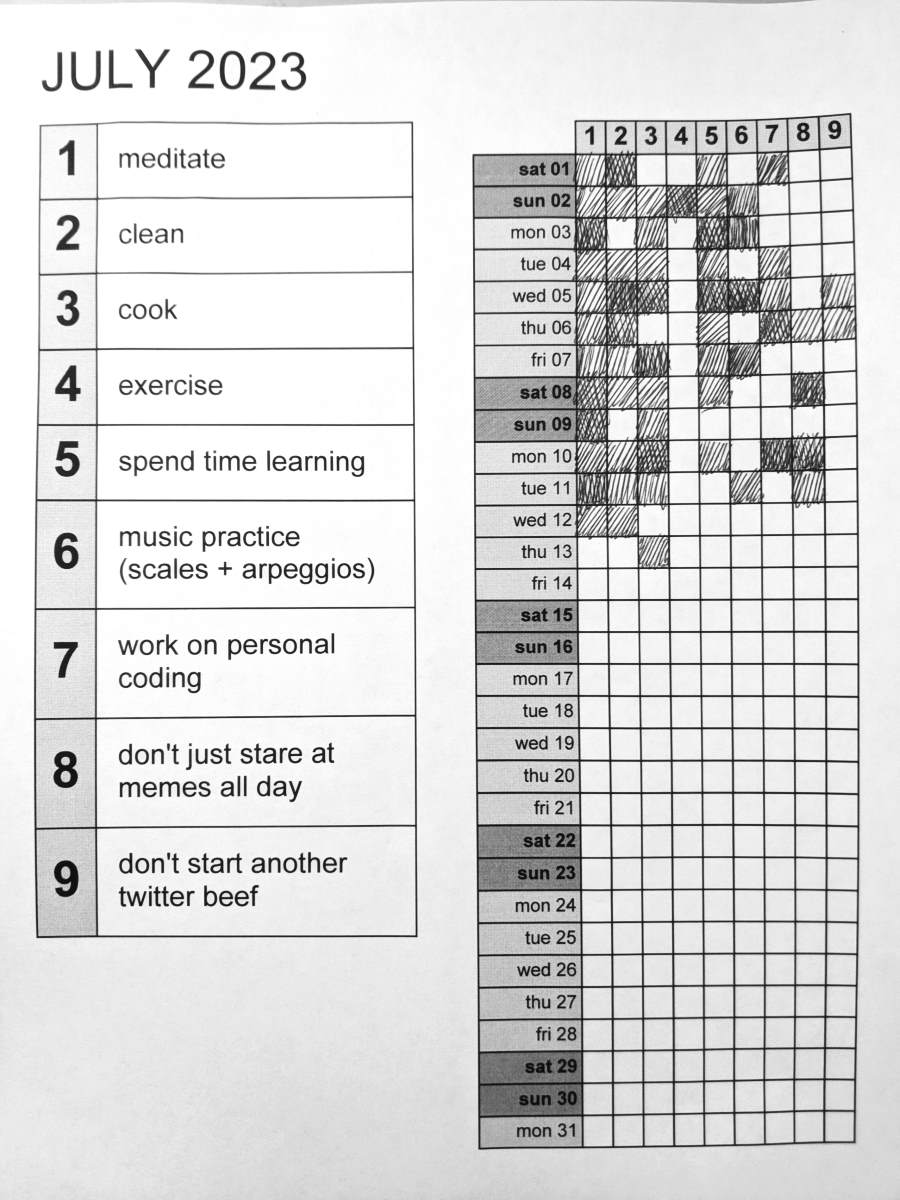 JULY 2023
1 meditate
2 clean
3 cook
4 exercise
5 spend time learning
6 music practice
(scales + arpeggios)
7 work on personal
coding
8 don't just stare at
memes all day
9 don't start another
twitter beef
1 2 3 4 5 6 7 8 9
sat 01
sun 02
mon 03
tue 04
wed 05
thu 06
fri 07
sat 08
sun 09
mon 10
tue 11
wed 12
thu 13
fri 14
sat 15
sun 16
mon 17
tue 18
wed 19
thu 20
fri 21
sat 22
sun 23
mon 24
tue 25
wed 26
thu 27
fri 28
sat 29
sun 30
mon 31